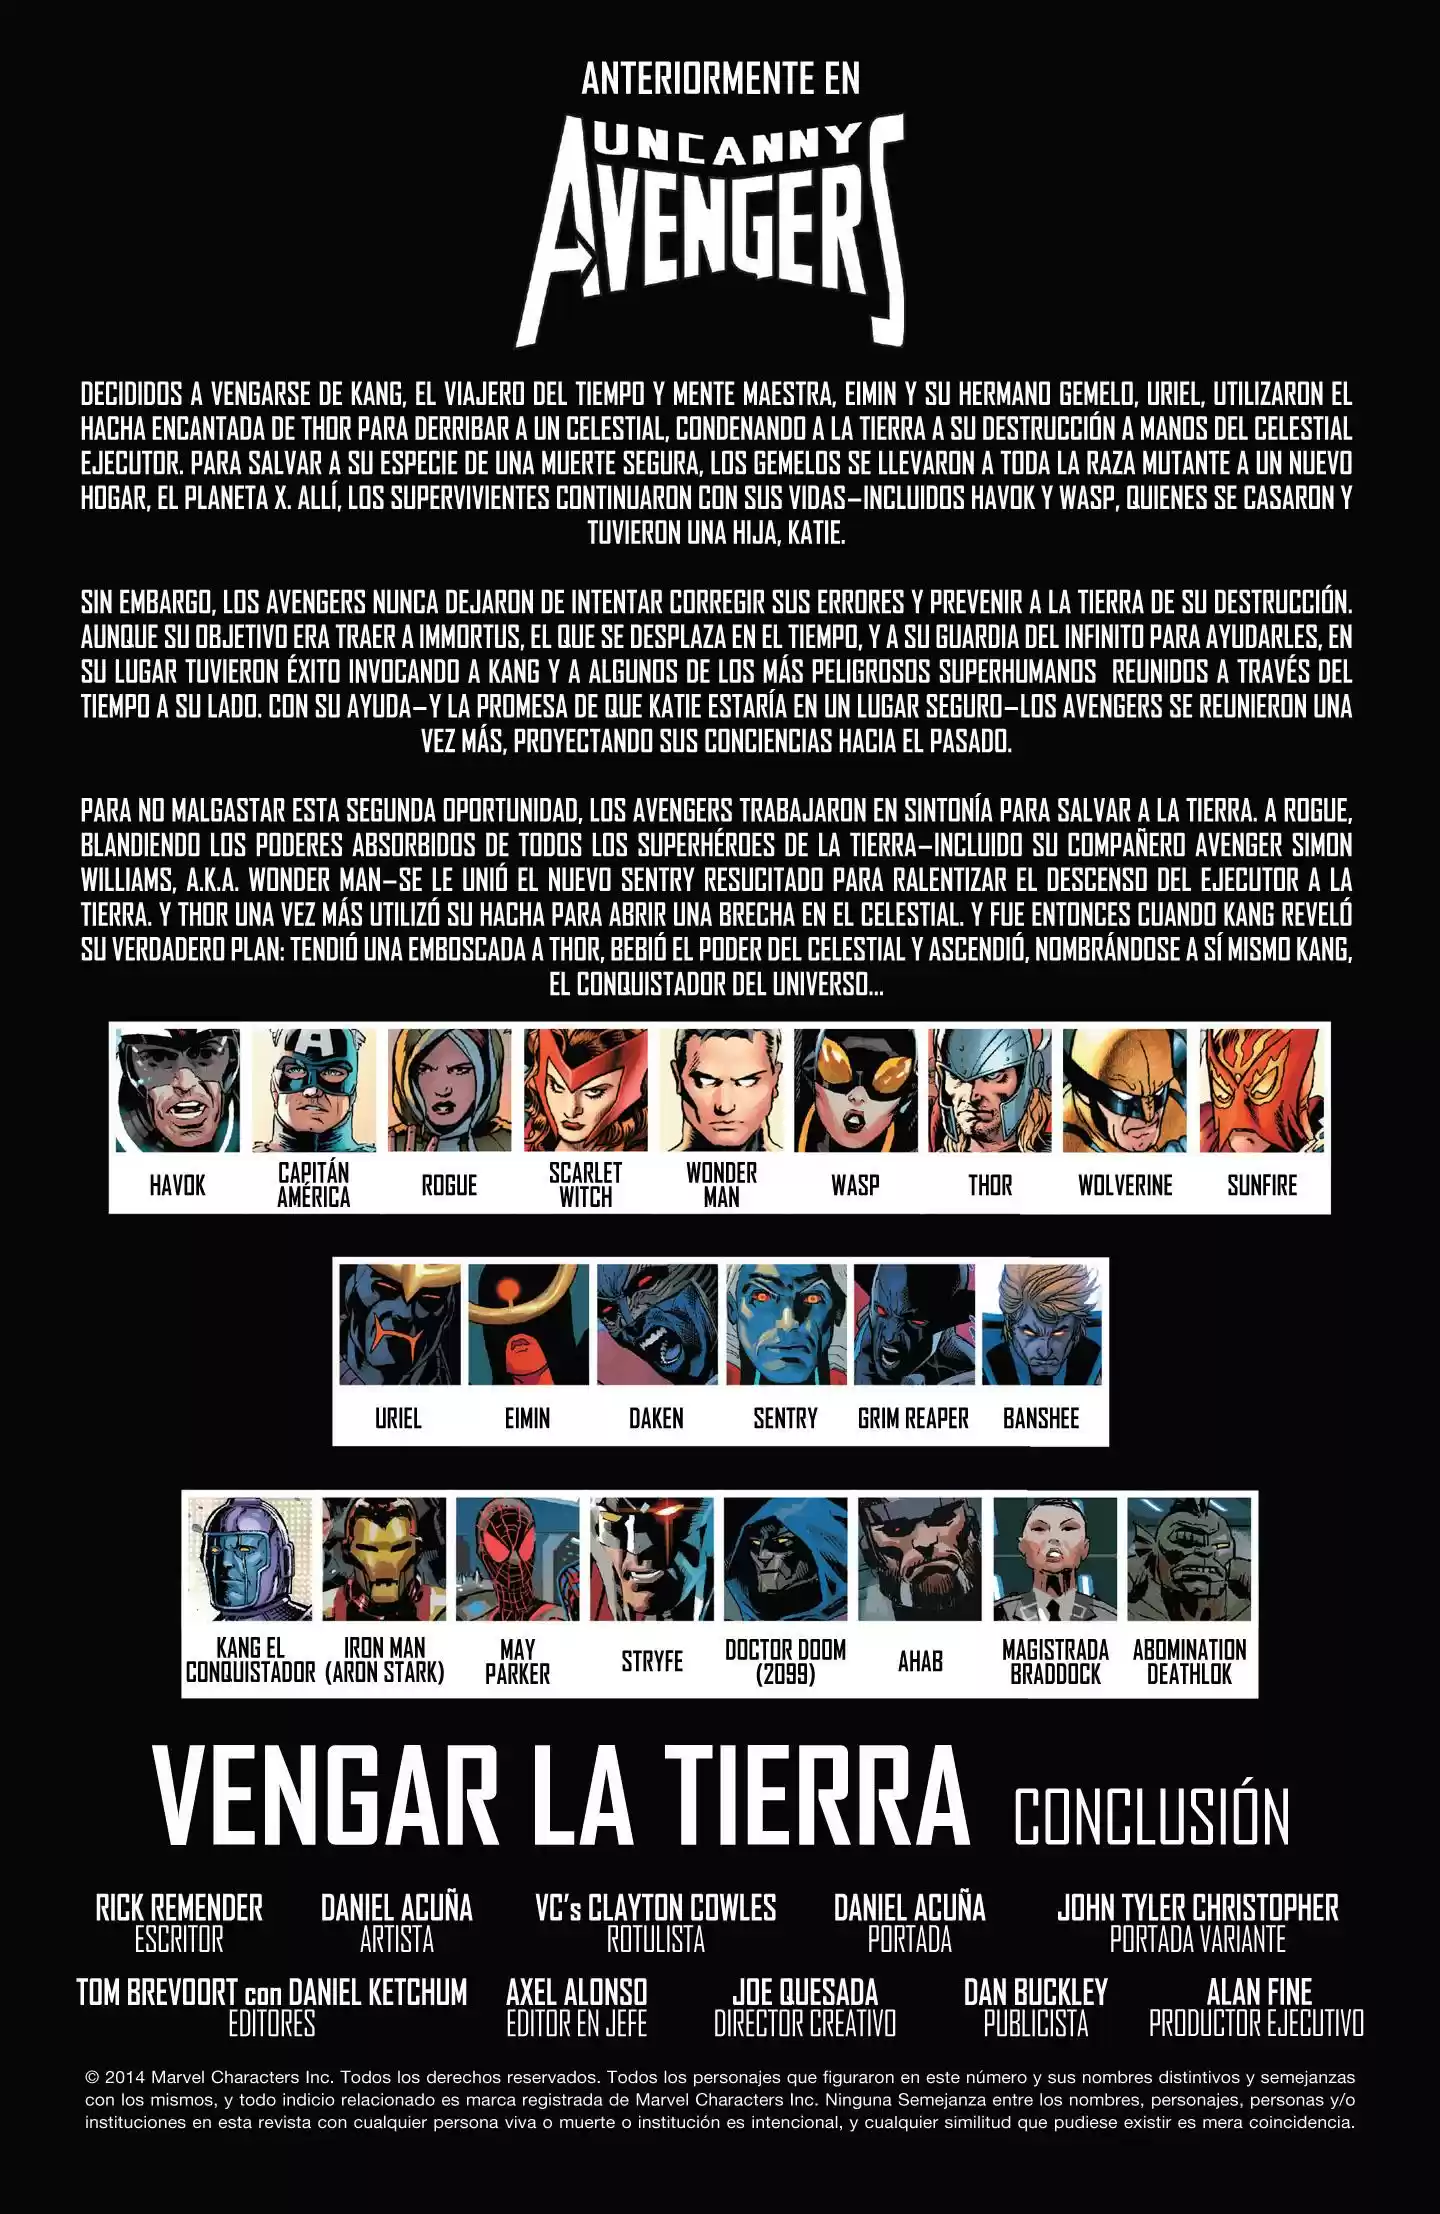 ANTERIORMENTE EN
UNCANNY
AVENGERS
DECIDIDOS A VENGARSE DE KANG, EL VIAJERO DEL TIEMPO Y MENTE MAESTRA, EIMIN Y SU HERMANO GEMELO, URIEL, UTILIZARON EL
HACHA ENCANTADA DE THOR PARA DERRIBAR A UN CELESTIAL, CONDENANDO A LA TIERRA A SU DESTRUCCIÓN A MANOS DEL CELESTIAL
EJECUTOR. PARA SALVAR A SU ESPECIE DE UNA MUERTE SEGURA, LOS GEMELOS SE LLEVARON A TODA LA RAZA MUTANTE A UN NUEVO
HOGAR, EL PLANETA X. ALLÍ, LOS SUPERVIVIENTES CONTINUARON CON SUS VIDAS–INCLUIDOS HAVOK Y WASP, QUIENES SE CASARON Y
TUVIERON UNA HIJA, KATIE.
SIN EMBARGO, LOS AVENGERS NUNCA DEJARON DE INTENTAR CORREGIR SUS ERRORES Y PREVENIR A LA TIERRA DE SU DESTRUCCIÓN.
AUNQUE SU OBJETIVO ERA TRAER A IMMORTUS, EL QUE SE DESPLAZA EN EL TIEMPO, Y A SU GUARDIA DEL INFINITO PARA AYUDARLES, EN
SU LUGAR TUVIERON ÉXITO INVOCANDO A KANG Y A ALGUNOS DE LOS MÁS PELIGROSOS SUPERHUMANOS REUNIDOS A TRAVÉS DEL
TIEMPO A SU LADO. CON SU AYUDA–Y LA PROMESA DE QUE KATIE ESTARÍA EN UN LUGAR SEGURO–LOS AVENGERS SE REUNIERON UNA
VEZ MÁS, PROYECTANDO SUS CONCIENCIAS HACIA EL PASADO.
PARA NO MALGASTAR ESTA SEGUNDA OPORTUNIDAD, LOS AVENGERS TRABAJARON EN SINTONÍA PARA SALVAR A LA TIERRA. A ROGUE,
BLANDIENDO LOS PODERES ABSORBIDOS DE TODOS LOS SUPERHÉROES DE LA TIERRA–INCLUIDO SU COMPAÑERO AVENGER SIMON
WILLIAMS, A.K.A. WONDER MAN–SE LE UNIÓ EL NUEVO SENTRY RESUCITADO PARA RALENTIZAR EL DESCENSO DEL EJECUTOR A LA
TIERRA. Y THOR UNA VEZ MÁS UTILIZÓ SU HACHA PARA ABRIR UNA BRECHA EN EL CELESTIAL. Y FUE ENTONCES CUANDO KANG REVELÓ
SU VERDADERO PLAN: TENDIÓ UNA EMBOSCADA A THOR, BEBIÓ EL PODER DEL CELESTIAL Y ASCENDIÓ, NOMBRÁNDOSE A SÍ MISMO KANG,
EL CONQUISTADOR DEL UNIVERSO...
HAVOK
CAPITÁN
AMÉRICA
ROGUE
SCARLET
WITCH
WONDER
MAN
WASP
THOR
WOLVERINE
SUNFIRE
URIEL
EIMIN
DAKEN
SENTRY
GRIM REAPER
BANSHEE
KANG EL
CONQUISTADOR
IRON MAN
(ARON STARK)
MAY
PARKER
STRYFE
DOCTOR DOOM
(2099)
AHAB
MAGISTRADA
BRADDOCK
ABOMINATION
DEATHLOK
VENGAR LA TIERRA CONCLUSIÓN
RICK REMENDER
ESCRITOR
DANIEL ACUÑA
ARTISTA
VC's CLAYTON COWLES
ROTULISTA
DANIEL ACUÑA
PORTADA
JOHN TYLER CHRISTOPHER
PORTADA VARIANTE
TOM BREVOORT con DANIEL KETCHUM
EDITORES
AXEL ALONSO
EDITOR EN JEFE
JOE QUESADA
DIRECTOR CREATIVO
DAN BUCKLEY
PUBLICISTA
ALAN FINE
PRODUCTOR EJECUTIVO
© 2014 Marvel Characters Inc. Todos los derechos reservados. Todos los personajes que figuraron en este número y sus nombres distintivos y semejanzas
con los mismos, y todo indicio relacionado es marca registrada de Marvel Characters Inc. Ninguna Semejanza entre los nombres, personajes, personas y/o
instituciones en esta revista con cualquier persona viva o muerte o institución es intencional, y cualquier similitud que pudiese existir es mera coincidencia.